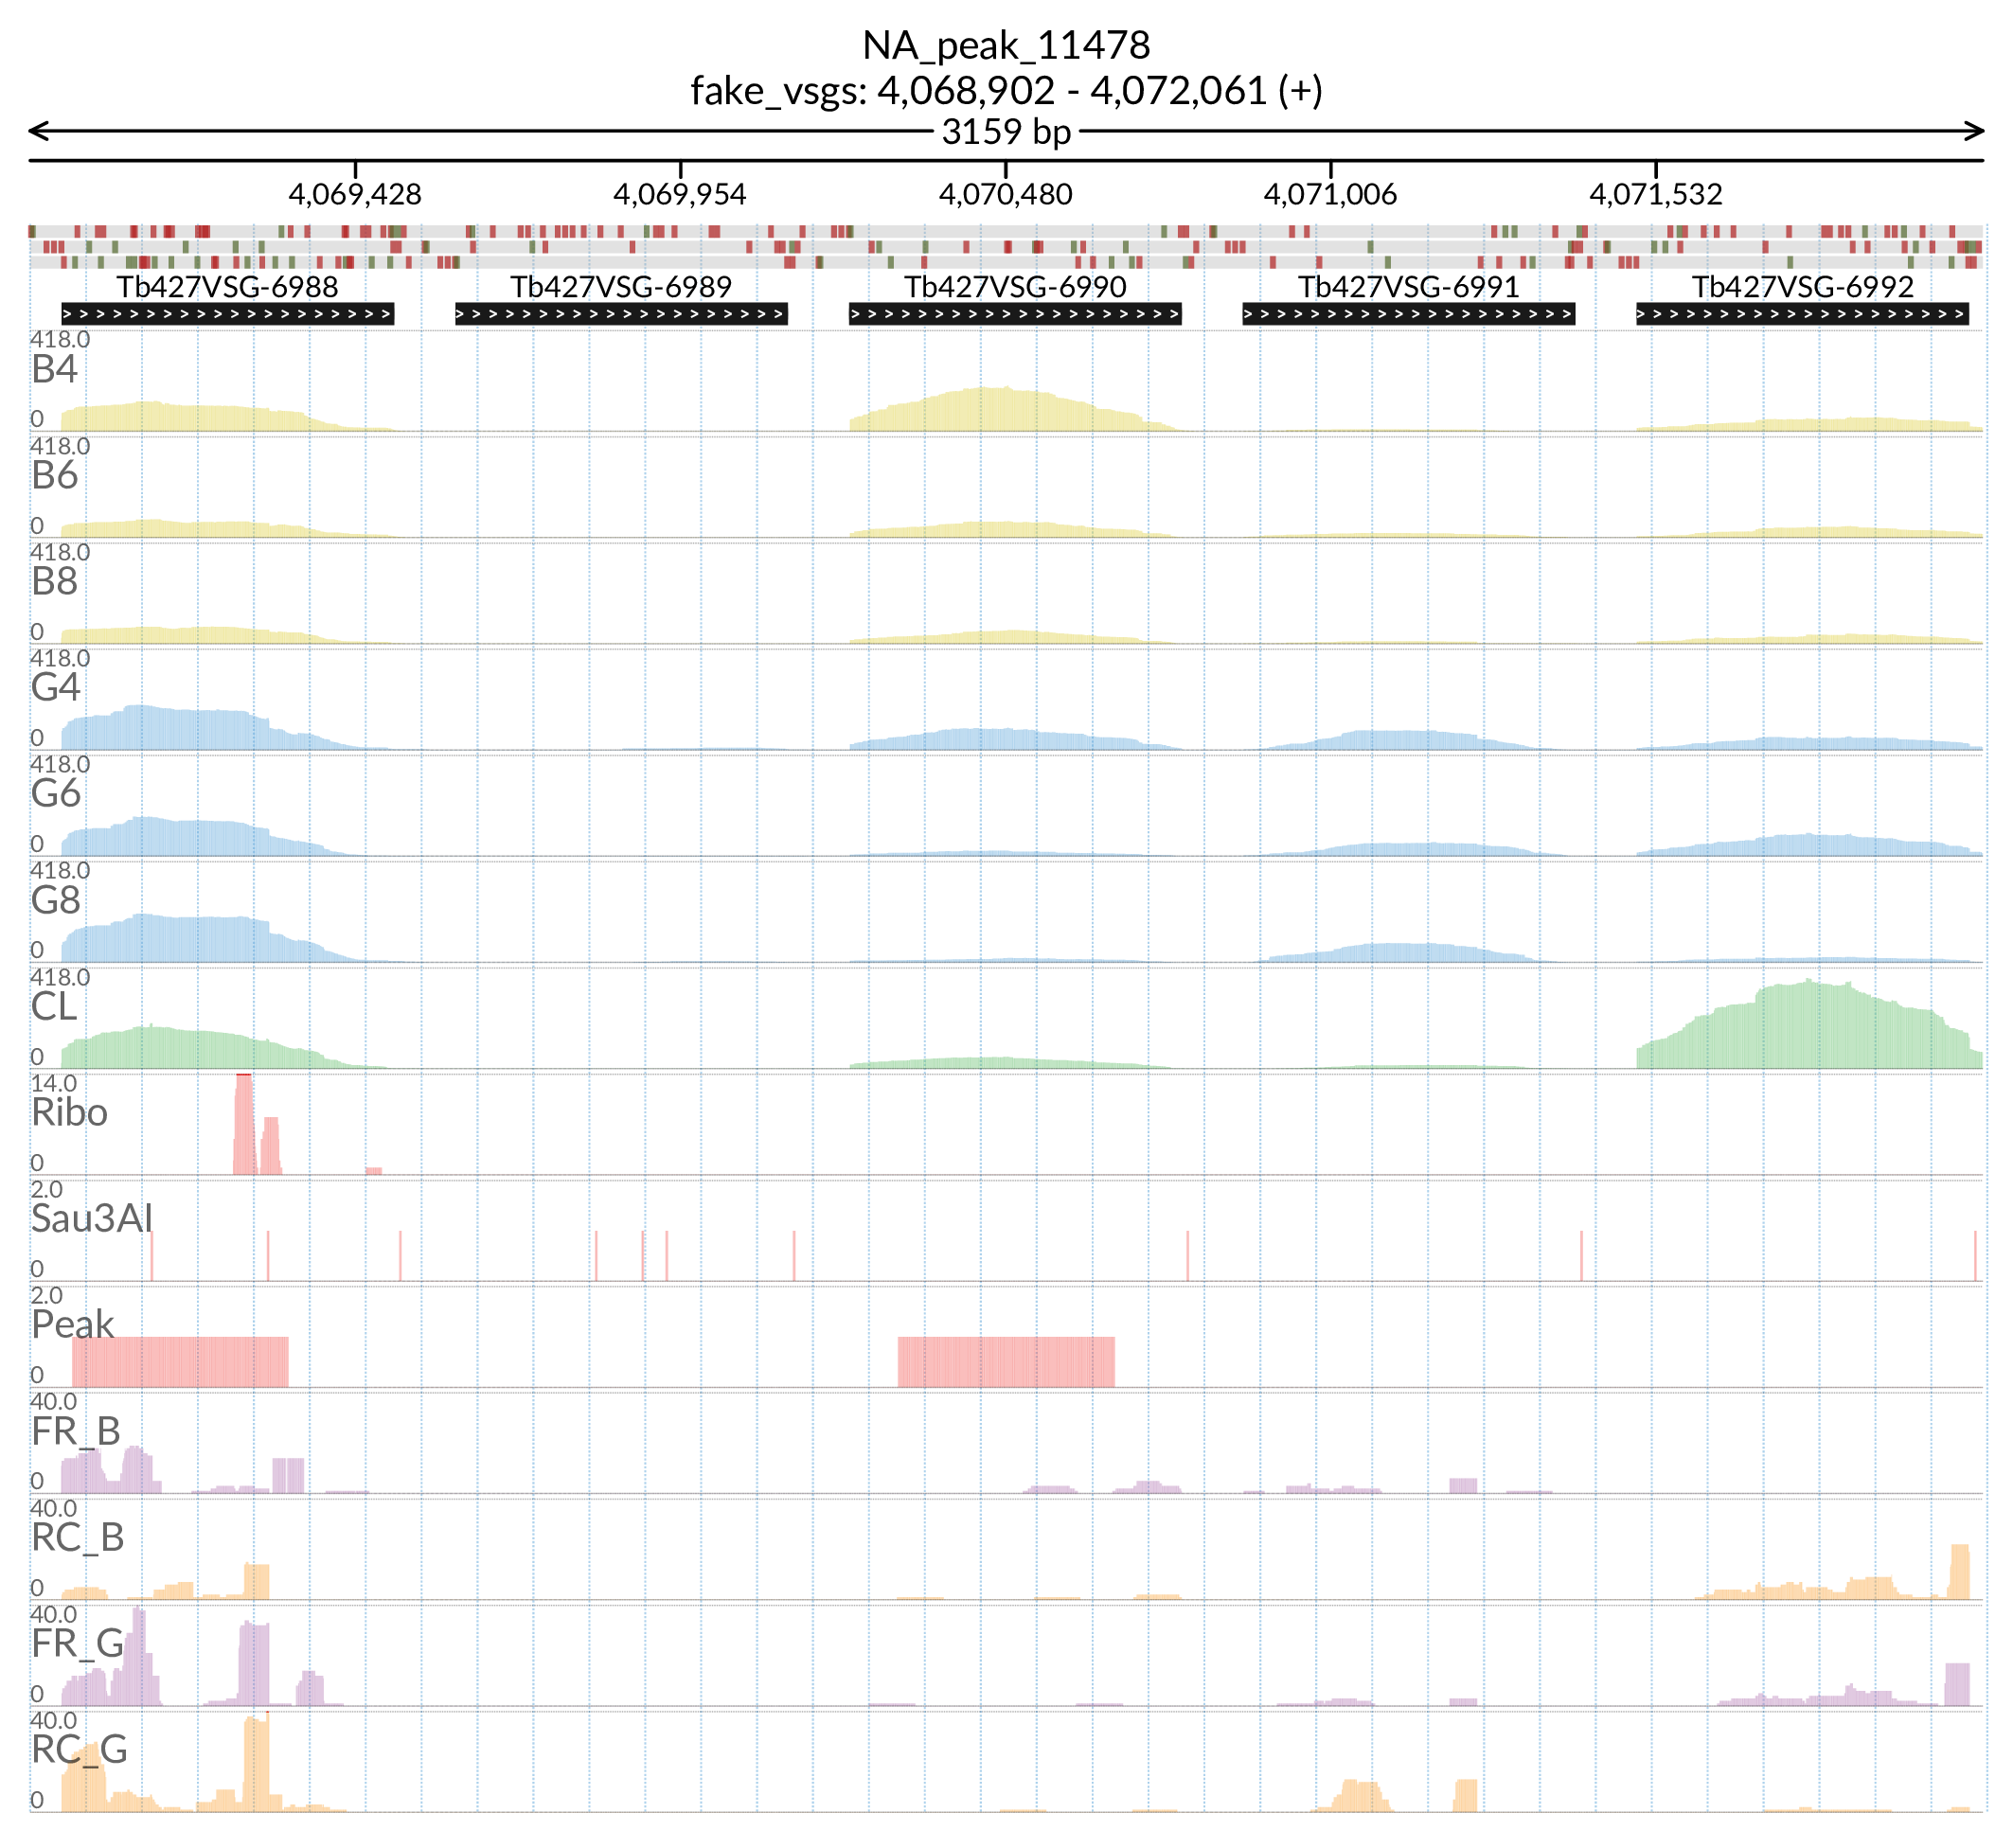 NA_peak_11478
fake_vsgs: 4,068,902 - 4,072,061 (+)
3159 bp
4,069,428 4,069,954 4,070,480 4,071,006 4,071,532
Tb427VSG-6988 Tb427VSG-6989 Tb427VSG-6990 Tb427VSG-6991 Tb427VSG-6992
418.0
B4
0
418.0
B6
0
418.0
B8
0
418.0
G4
0
418.0
G6
0
418.0
G8
0
418.0
CL
0
14.0
Ribo
0
2.0
Sau3AI
0
2.0
Peak
0
40.0
FR_B
0
40.0
RC_B
0
40.0
FR_G
0
40.0
RC_G
0